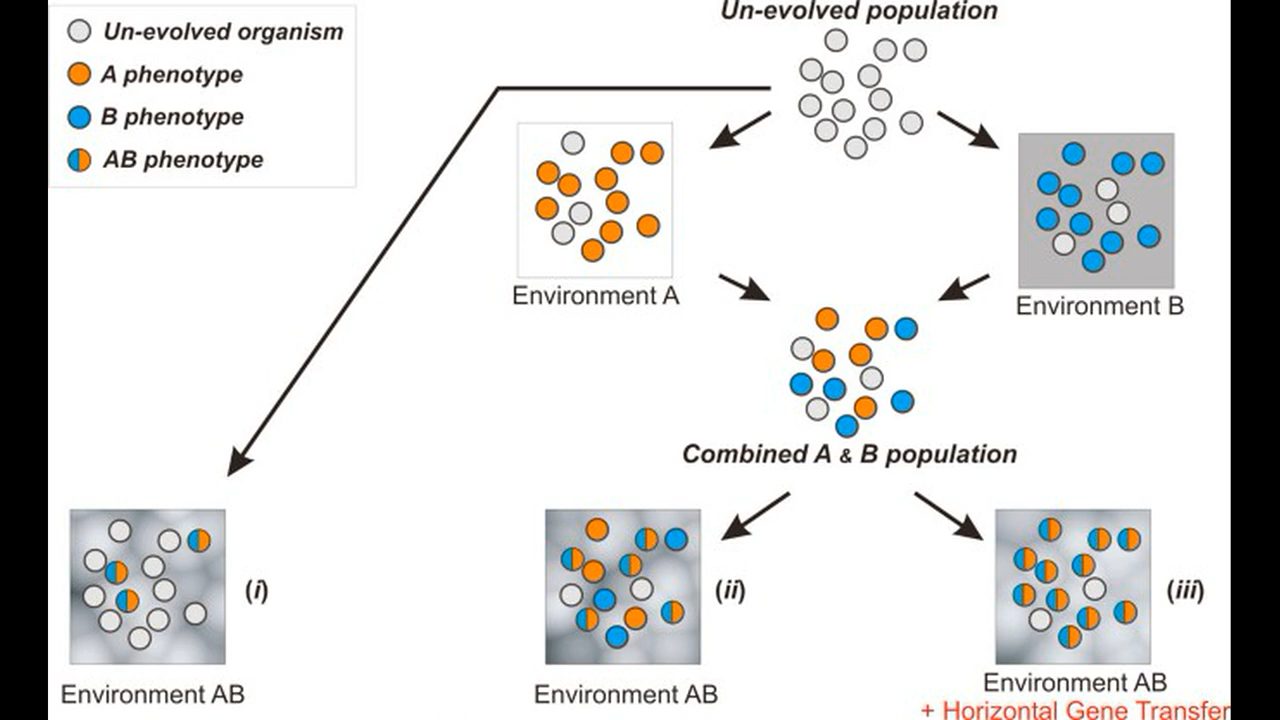 Un-evolved population
Un-evolved organism
A phenotype
B phenotype
AB phenotype
Environment A
Environment B
Combined A & B population
(i)
(ii)
(iii)
Environment AB
Environment AB
Environment AB
+ Horizontal Gene Transfer